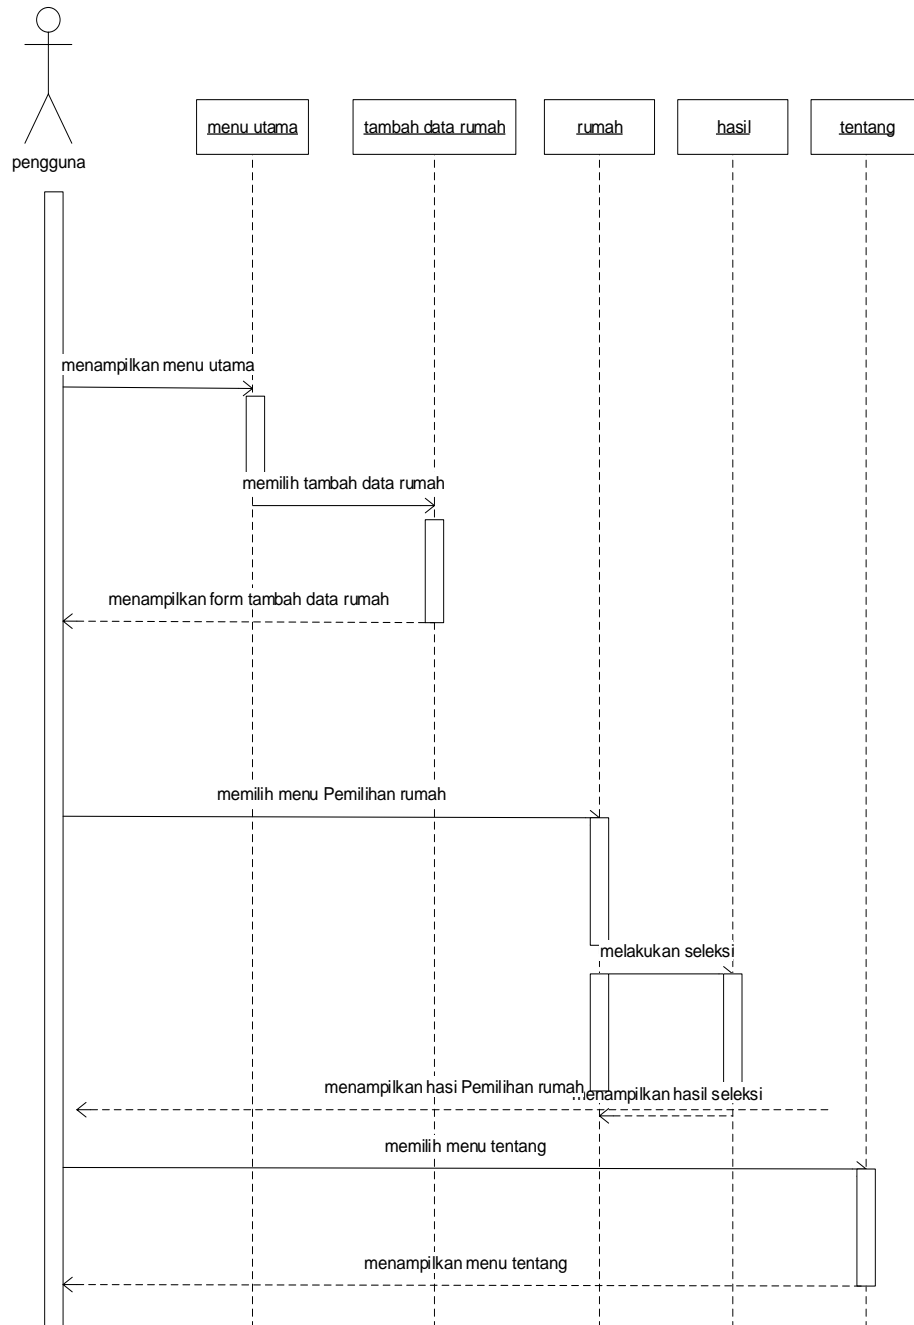 pengguna
menu utama
tambah data rumah
rumah
hasil
tentang
menampilkan menu utama
memilih tambah data rumah
menampilkan form tambah data rumah
memilih menu Pemilihan rumah
melakukan seleksi
menampilkan hasi Pemilihan rumah
menampilkan hasil seleksi
memilih menu tentang
menampilkan menu tentang